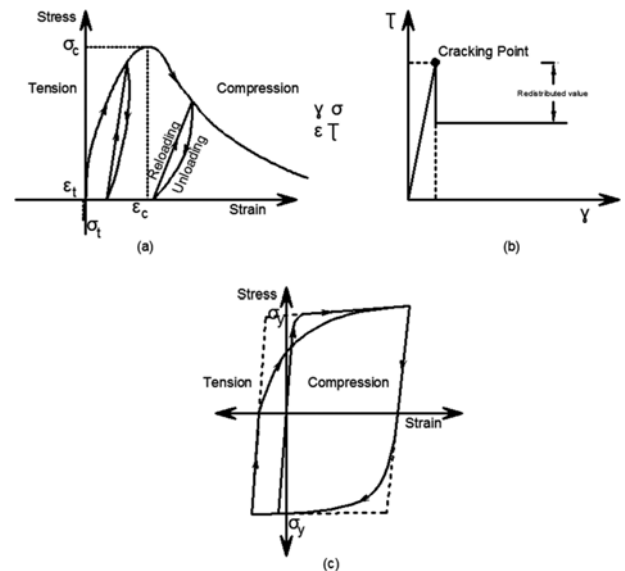 Stress
σc
Tension
Compression
Reloading
Unloading
εt
σt
εc
Strain
(a)
γ σ
ε τ
τ
Cracking Point
Redistributed value
γ
(b)
Stress
σy
Tension
Compression
Strain
σy
(c)